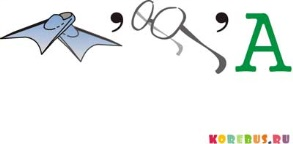 ’ ’ А
KOREBUS.RU